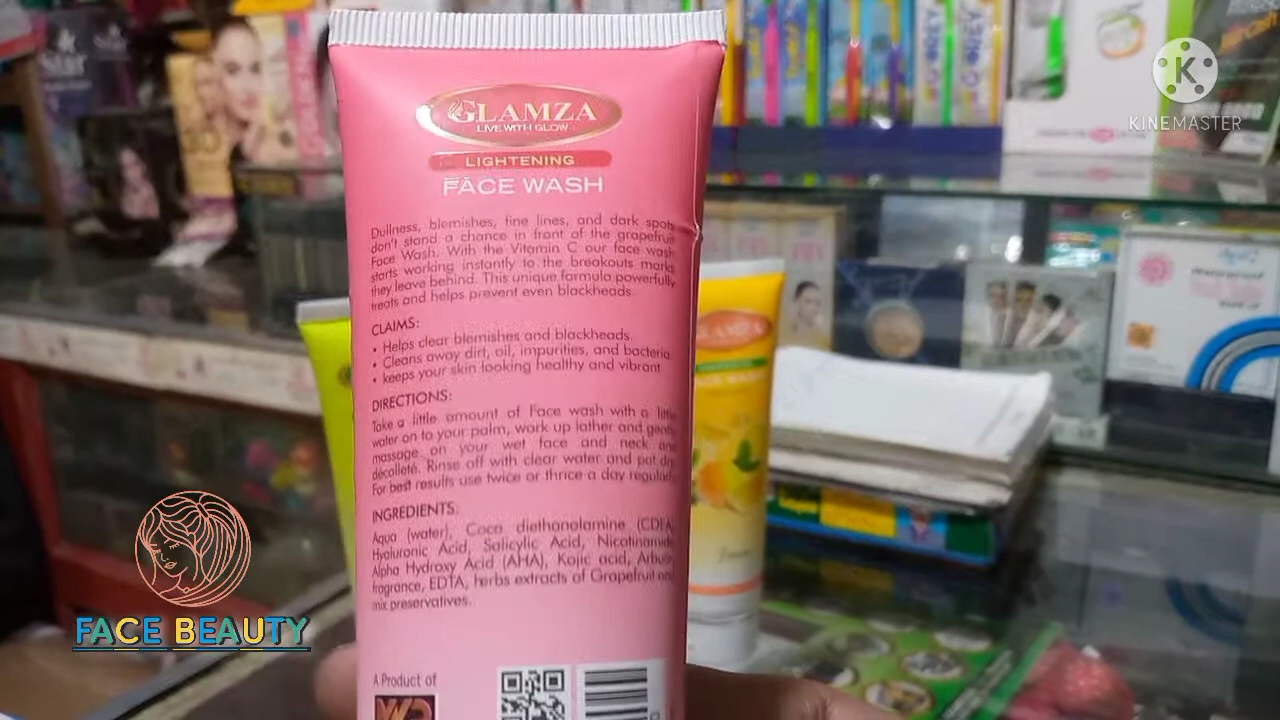 GLAMZA
LIVE WITH GLOW
LIGHTENING
FACE WASH
Dullness, blemishes, fine lines, and dark spots
don't stand a chance in front of the grapefruit
Face Wash. With the Vitamin C our face wash
starts working instantly to the breakouts marks
they leave behind. This unique formula powerfully
treats and helps prevent even blackheads.
CLAIMS:
• Helps clear blemishes and blackheads.
• Cleans away dirt, oil, impurities, and bacteria.
• keeps your skin looking healthy and vibrant
DIRECTIONS:
Take a little amount of Face wash with a little
water on to your palm, work up lather and gently
massage on your wet face and neck and
décolleté. Rinse off with clear water and pat dry.
For best results use twice or thrice a day regularly
INGREDIENTS:
Aqua (water), Coco diethanolamine (CDEA,
Hyaluronic Acid, Salicylic Acid, Nicotinamide
Alpha Hydroxy Acid (AHA), Kojic acid, Arbutin
fragrance, EDTA, herbs extracts of Grapefruit and
mix preservatives.
A Product of
GLAMZA
K
KINEMASTER
Waterproof
FACE BEAUTY